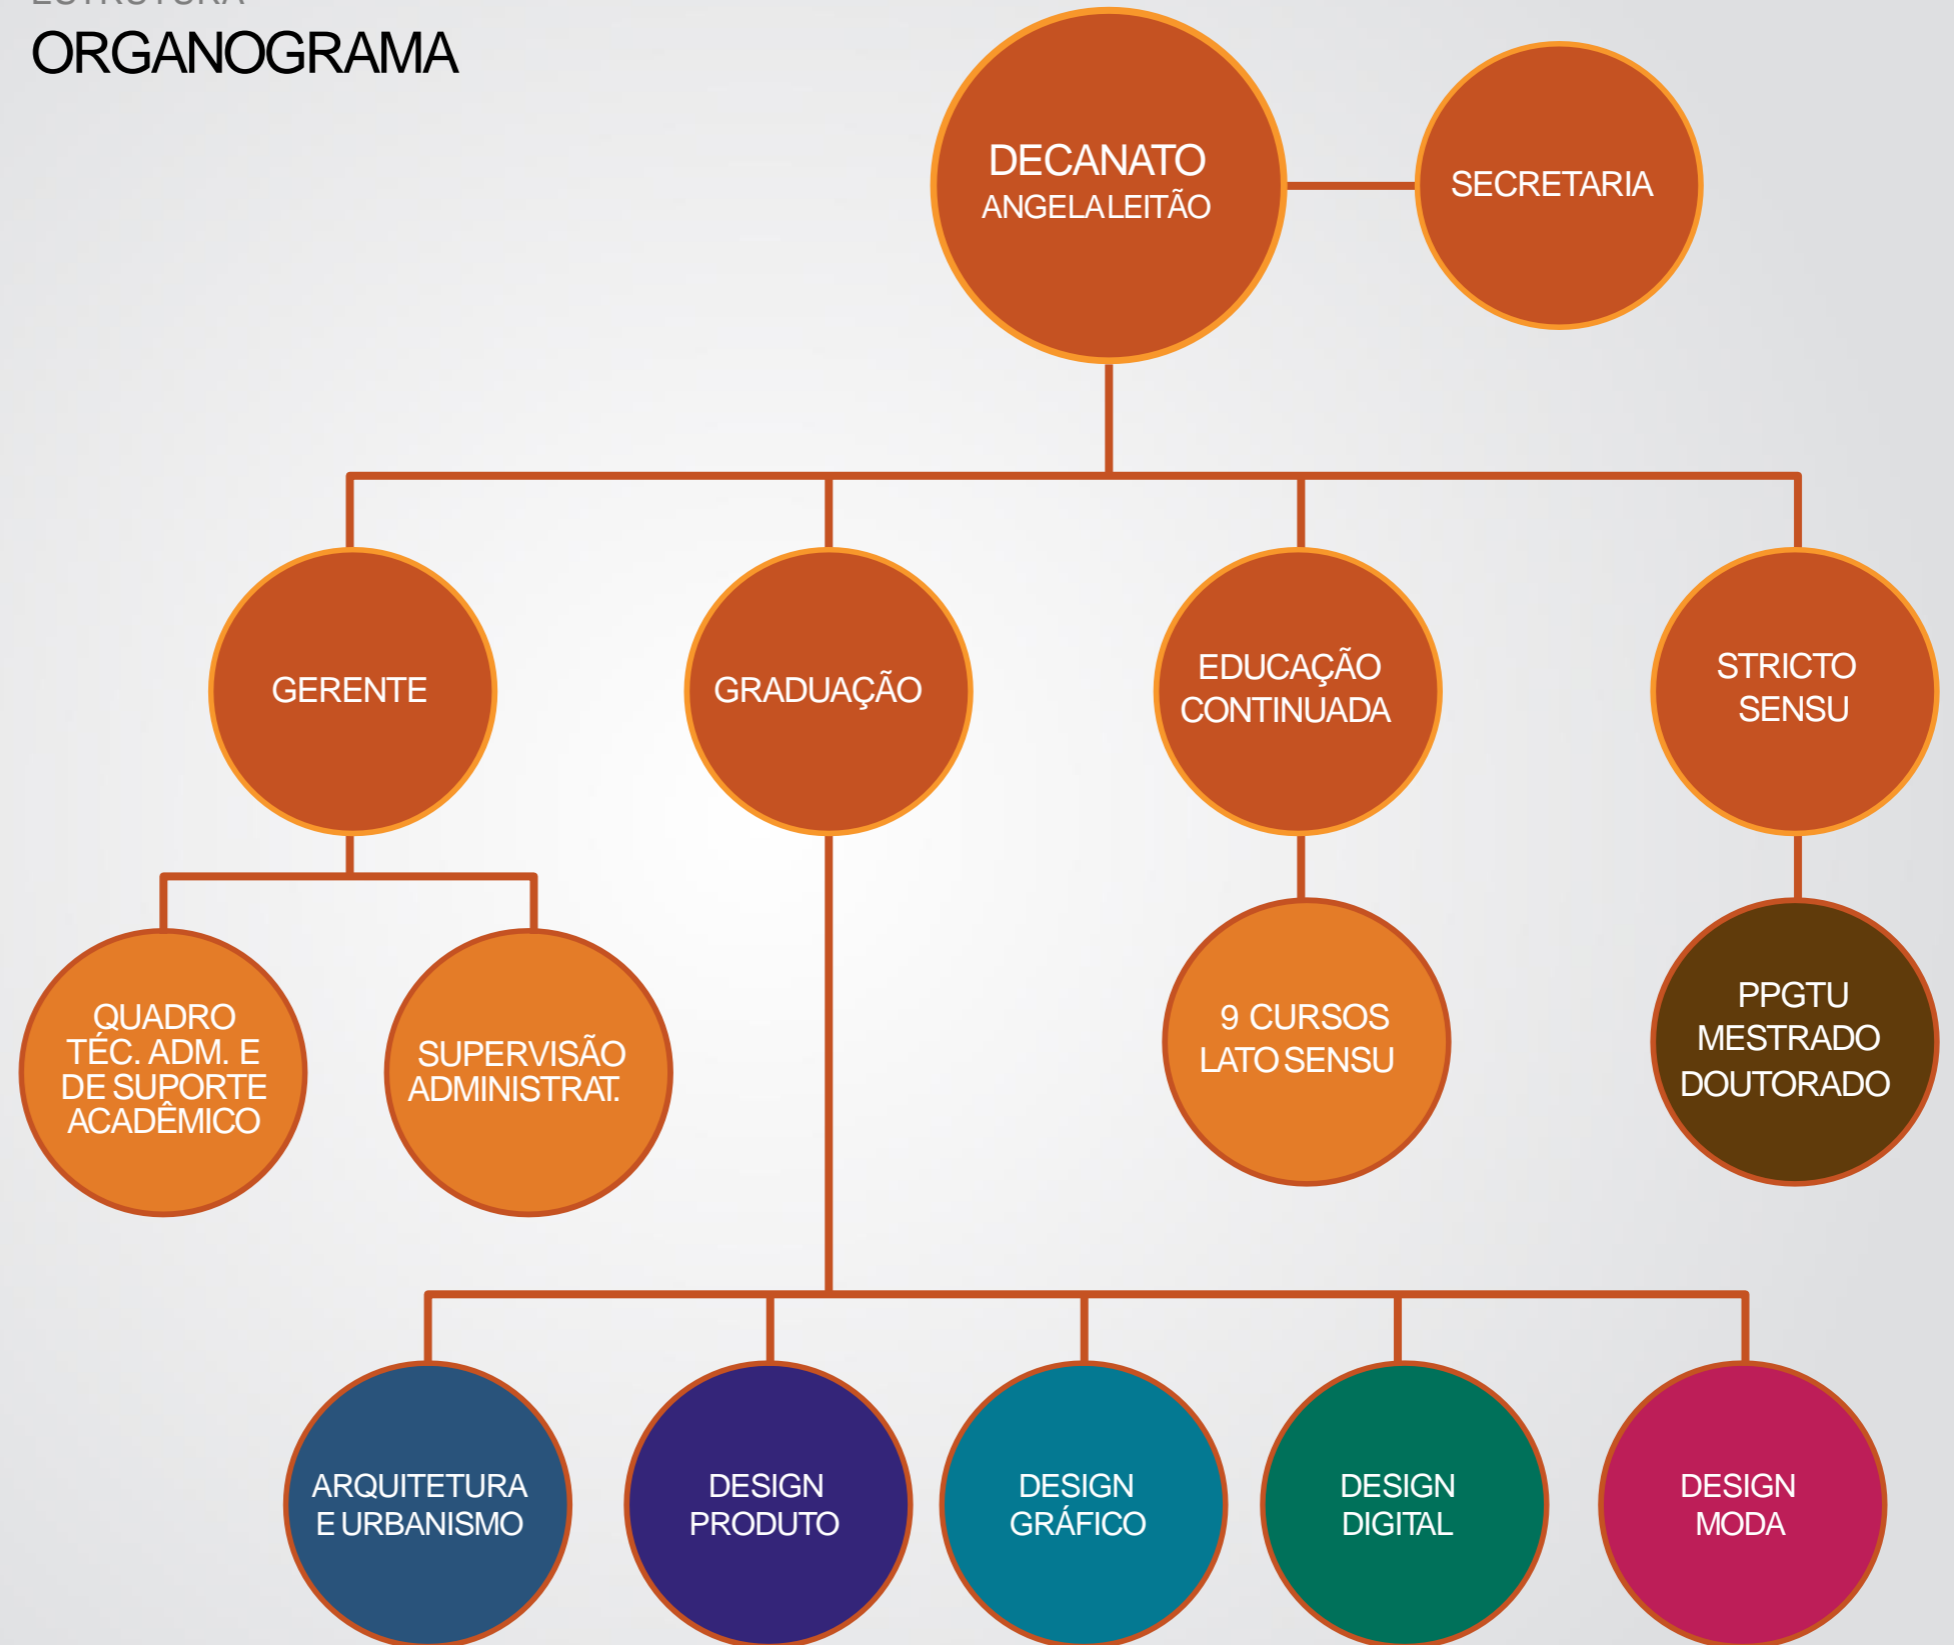 ESTRUTURA
ORGANOGRAMA
DECANATO
ANGELA LEITÃO
SECRETARIA
GERENTE
GRADUAÇÃO
EDUCAÇÃO
CONTINUADA
STRICTO
SENSU
QUADRO
TÉC. ADM. E
DE SUPORTE
ACADÊMICO
SUPERVISÃO
ADMINISTRAT.
9 CURSOS
LATO SENSU
PPGTU
MESTRADO
DOUTORADO
ARQUITETURA
E URBANISMO
DESIGN
PRODUTO
DESIGN
GRÁFICO
DESIGN
DIGITAL
DESIGN
MODA